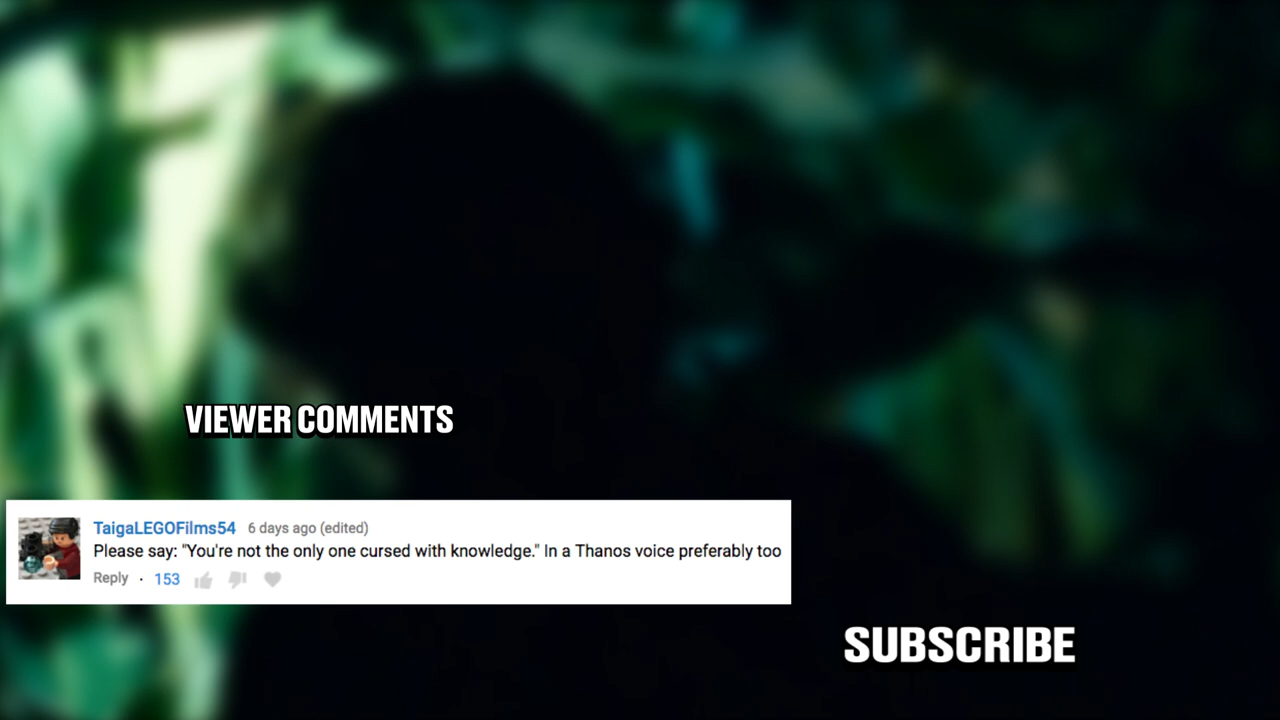 VIEWER COMMENTS
TaigaLEGOFilms54 6 days ago (edited)
Please say: "You're not the only one cursed with knowledge." In a Thanos voice preferably too
Reply · 153
SUBSCRIBE